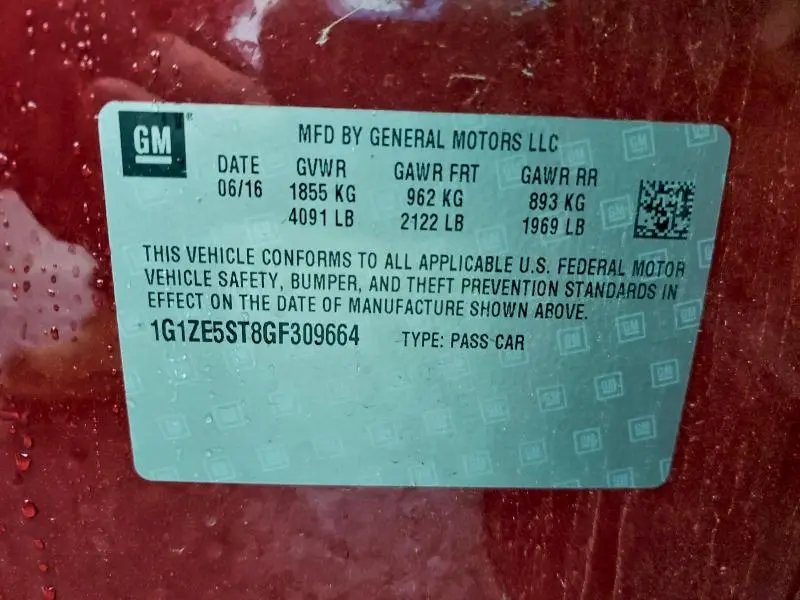 GM
MFD BY GENERAL MOTORS LLC
DATE GVWR GAWR FRT GAWR RR
06/16 1855 KG 962 KG 893 KG
4091 LB 2122 LB 1969 LB
THIS VEHICLE CONFORMS TO ALL APPLICABLE U.S. FEDERAL MOTOR
VEHICLE SAFETY, BUMPER, AND THEFT PREVENTION STANDARDS IN
EFFECT ON THE DATE OF MANUFACTURE SHOWN ABOVE.
1G1ZE5ST8GF309664 TYPE: PASS CAR